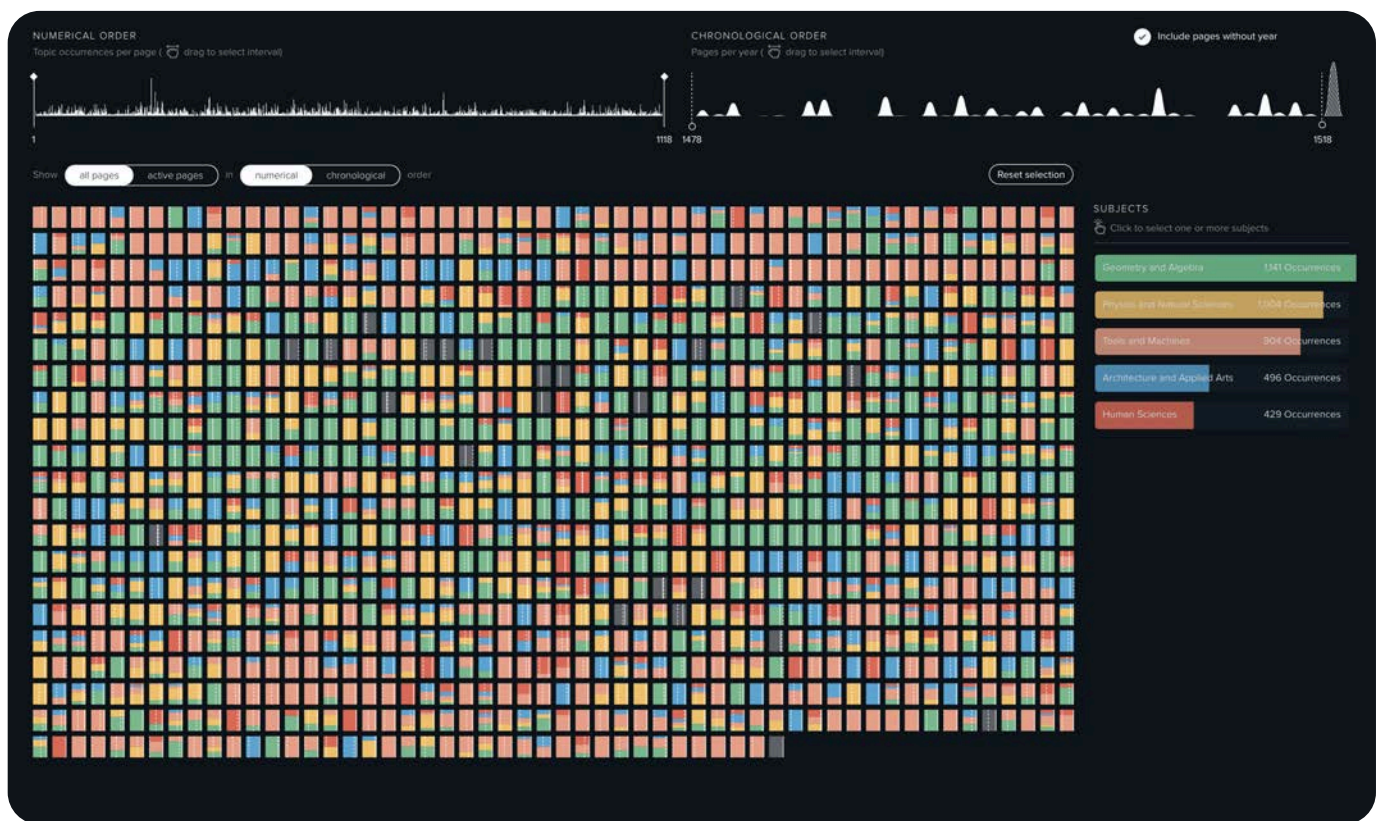 NUMERICAL ORDER
Topic occurrences per page ( drag to select interval)
1
1118
CHRONOLOGICAL ORDER
Pages per year ( drag to select interval)
Include pages without year
1478
1518
Show all pages active pages in numerical chronological order
Reset selection
SUBJECTS
Click to select one or more subjects
Geometry and Algebra 1,141 Occurrences
Physics and Natural Sciences 1,004 Occurrences
Tools and Machines 904 Occurrences
Architecture and Applied Arts 496 Occurrences
Human Sciences 429 Occurrences